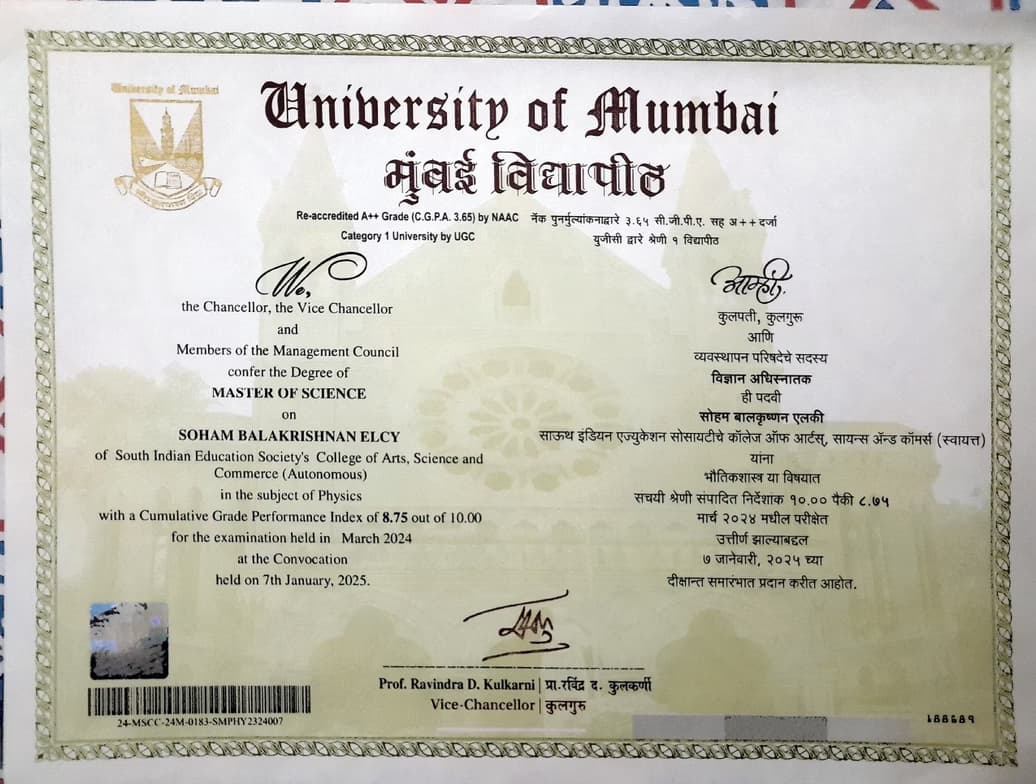 University of Mumbai
University of Mumbai
मुंबई विद्यापीठ
Re-accredited A++ Grade (C.G.P.A. 3.65) by NAAC
Category 1 University by UGC
नॅक पुनर्मुल्यांकनाद्वारे ३.६५ सी.जी.पी.ए. सह अ++ दर्जा
युजीसी द्वारे श्रेणी १ विद्यापीठ
We,
the Chancellor, the Vice Chancellor
and
Members of the Management Council
confer the Degree of
MASTER OF SCIENCE
on
SOHAM BALAKRISHNAN ELCY
of South Indian Education Society's College of Arts, Science and
Commerce (Autonomous)
in the subject of Physics
with a Cumulative Grade Performance Index of 8.75 out of 10.00
for the examination held in March 2024
at the Convocation
held on 7th January, 2025.
आम्ही,
कुलपती, कुलगुरू
आणि
व्यवस्थापन परिषदेचे सदस्य
विज्ञान अधिस्नातक
ही पदवी
सोहम बालकृष्णन एलकी
साऊथ इंडियन एज्युकेशन सोसायटीचे कॉलेज ऑफ आर्टस्, सायन्स ॲन्ड कॉमर्स (स्वायत्त)
यांना
भौतिकशास्त्र या विषयात
सचयी श्रेणी संपादित निर्देशांक १०.०० पैकी ८.७५
मार्च २०२४ मधील परीक्षेत
उत्तीर्ण झाल्याबद्दल
७ जानेवारी, २०२५ च्या
दीक्षान्त समारंभात प्रदान करीत आहोत.
Prof. Ravindra D. Kulkarni | प्रा.रविंद्र द. कुलकर्णी
Vice-Chancellor | कुलगुरु
24-MSCC-24M-0183-SMPHY2324007